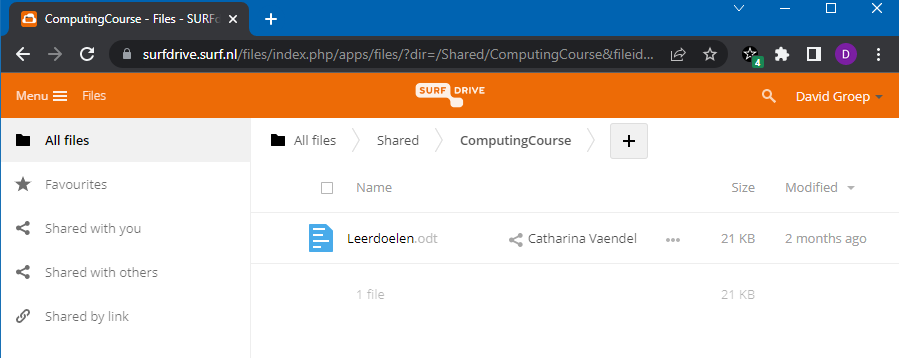 ComputingCourse - Files - SURFd
surfdrive.surf.nl/files/index.php/apps/files/?dir=/Shared/ComputingCourse&fileid...
4
D
Menu Files
SURF DRIVE
David Groep
All files
Favourites
Shared with you
Shared with others
Shared by link
All files Shared ComputingCourse +
Name Size Modified
Leerdoelen.odt Catharina Vaendel ... 21 KB 2 months ago
1 file 21 KB